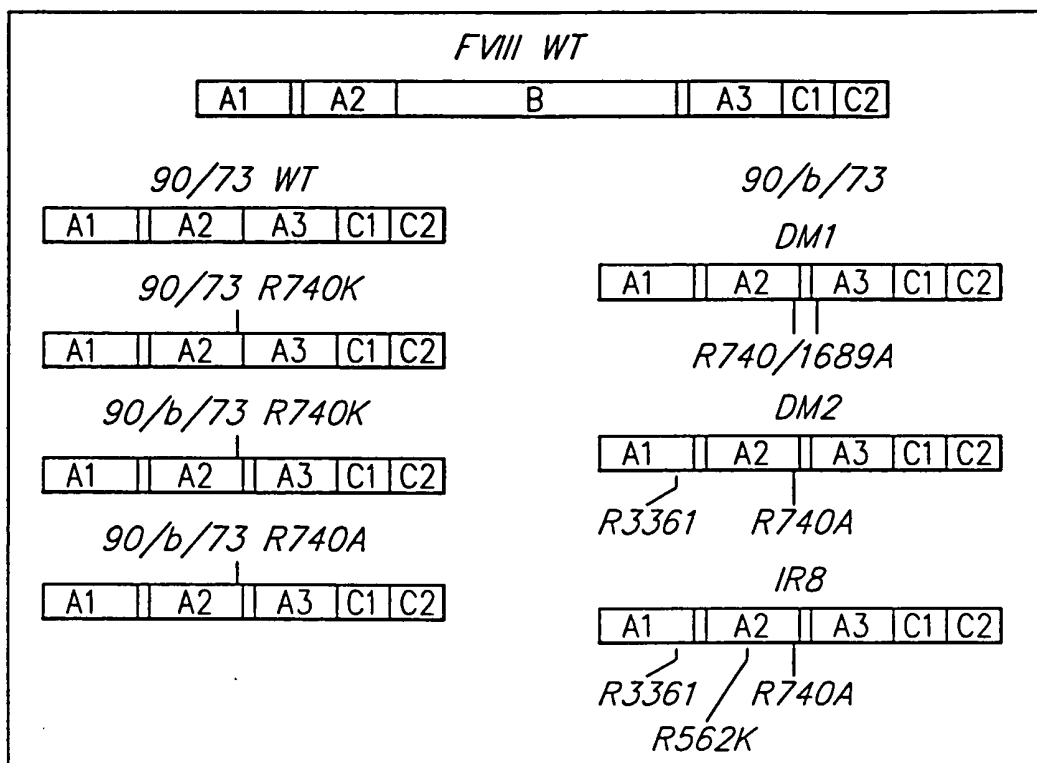 FVIII WT
A1 A2 B A3 C1 C2
90/73 WT
A1 A2 A3 C1 C2
90/73 R740K
A1 A2 A3 C1 C2
90/b/73 R740K
A1 A2 A3 C1 C2
90/b/73 R740A
A1 A2 A3 C1 C2
90/b/73
DM1
A1 A2 A3 C1 C2
R740/1689A
DM2
A1 A2 A3 C1 C2
R336I R740A
IR8
A1 A2 A3 C1 C2
R336I R740A
R562K